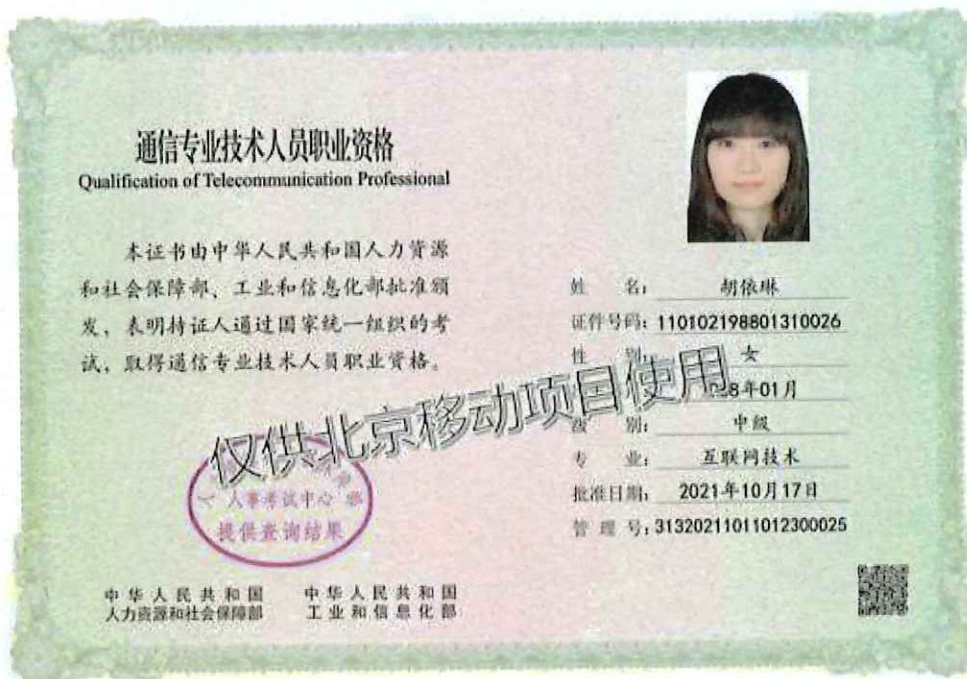 通信专业技术人员职业资格
Qualification of Telecommunication Professional
本证书由中华人民共和国人力资源
和社会保障部、工业和信息化部批准颁
发，表明持证人通过国家统一组织的考
试，取得通信专业技术人员职业资格。
姓 名： 胡依琳
证件号码：110102198801310026
性 别： 女
88年01月
级 别： 中级
专 业： 互联网技术
批准日期： 2021年10月17日
管 理 号：31320211011012300025
仅供北京移动项目使用
人事考试中心
提供查询结果
中华人民共和国
人力资源和社会保障部
中华人民共和国
工业和信息化部